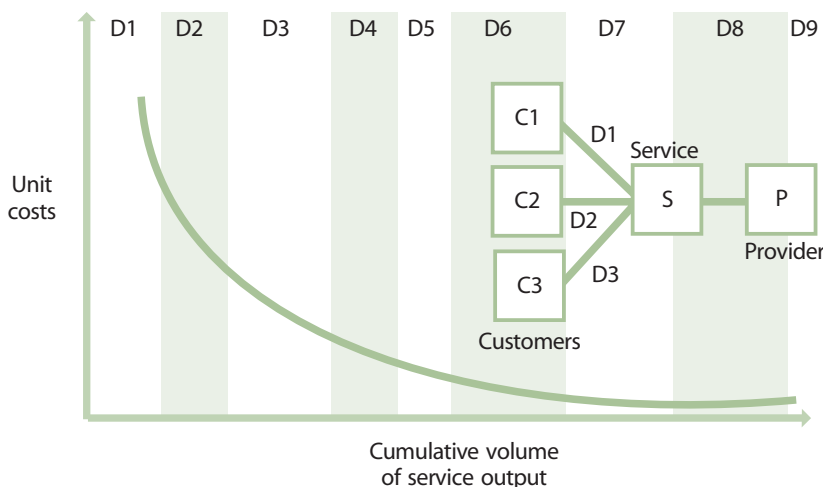 D1 D2 D3 D4 D5 D6 D7 D8 D9
C1
D1
Service
Unit
costs
C2
S
P
D2
Provider
D3
C3
Customers
Cumulative volume
of service output